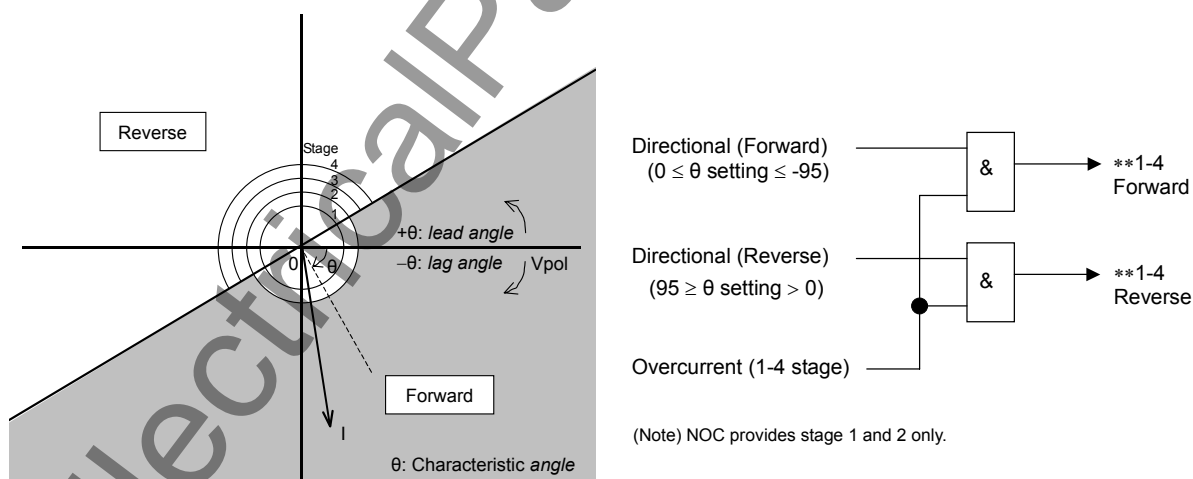 Reverse
Stage
4
3
2
1
+θ: lead angle
−θ: lag angle
Vpol
0
θ
Forward
I
θ: Characteristic angle
Directional (Forward)
(0 ≤ θ setting ≤ -95)
&
**1-4
Forward
Directional (Reverse)
(95 ≥ θ setting > 0)
&
**1-4
Reverse
Overcurrent (1-4 stage)
(Note) NOC provides stage 1 and 2 only.